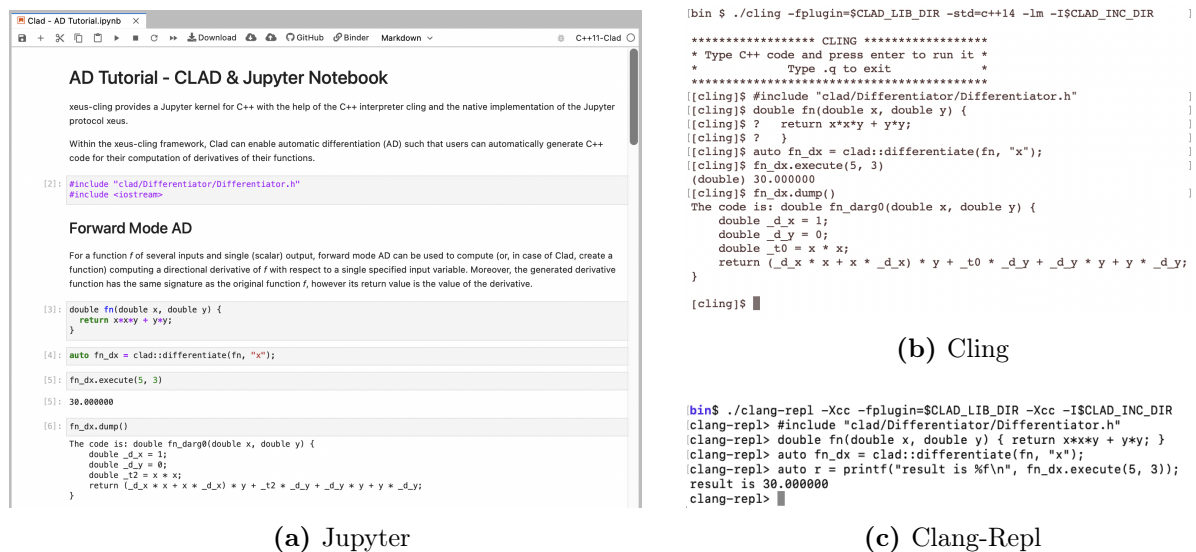 Clad - AD Tutorial.ipynb
Download GitHub Binder Markdown C++11-Clad
AD Tutorial - CLAD & Jupyter Notebook
xeus-cling provides a Jupyter kernel for C++ with the help of the C++ interpreter cling and the native implementation of the Jupyter
protocol xeus.
Within the xeus-cling framework, Clad can enable automatic differentiation (AD) such that users can automatically generate C++
code for their computation of derivatives of their functions.
[2]: #include "clad/Differentiator/Differentiator.h"
#include <iostream>
Forward Mode AD
For a function f of several inputs and single (scalar) output, forward mode AD can be used to compute (or, in case of Clad, create a
function) computing a directional derivative of f with respect to a single specified input variable. Moreover, the generated derivative
function has the same signature as the original function f, however its return value is the value of the derivative.
[3]: double fn(double x, double y) {
return x*x*y + y*y;
}
[4]: auto fn_dx = clad::differentiate(fn, "x");
[5]: fn_dx.execute(5, 3)
[5]: 30.000000
[6]: fn_dx.dump()
The code is: double fn_darg0(double x, double y) {
double _d_x = 1;
double _d_y = 0;
double _t2 = x * x;
return (_d_x * x + x * _d_x) * y + _t2 * _d_y + _d_y * y + y * _d_y;
}
(a) Jupyter
[bin $ ./cling -fplugin=$CLAD_LIB_DIR -std=c++14 -lm -I$CLAD_INC_DIR ]
****************** CLING ******************
* Type C++ code and press enter to run it *
* Type .q to exit *
*******************************************
[[cling]$ #include "clad/Differentiator/Differentiator.h" ]
[[cling]$ double fn(double x, double y) { ]
[[cling]$ ? return x*x*y + y*y; ]
[[cling]$ ? } ]
[[cling]$ auto fn_dx = clad::differentiate(fn, "x"); ]
[[cling]$ fn_dx.execute(5, 3) ]
(double) 30.000000
[[cling]$ fn_dx.dump() ]
The code is: double fn_darg0(double x, double y) {
double _d_x = 1;
double _d_y = 0;
double _t0 = x * x;
return (_d_x * x + x * _d_x) * y + _t0 * _d_y + _d_y * y + y * _d_y;
}
[cling]$
(b) Cling
[bin$ ./clang-repl -Xcc -fplugin=$CLAD_LIB_DIR -Xcc -I$CLAD_INC_DIR ]
[clang-repl> #include "clad/Differentiator/Differentiator.h" ]
[clang-repl> double fn(double x, double y) { return x*x*y + y*y; } ]
[clang-repl> auto fn_dx = clad::differentiate(fn, "x"); ]
[clang-repl> auto r = printf("result is %f\n", fn_dx.execute(5, 3)); ]
result is 30.000000
clang-repl>
(c) Clang-Repl